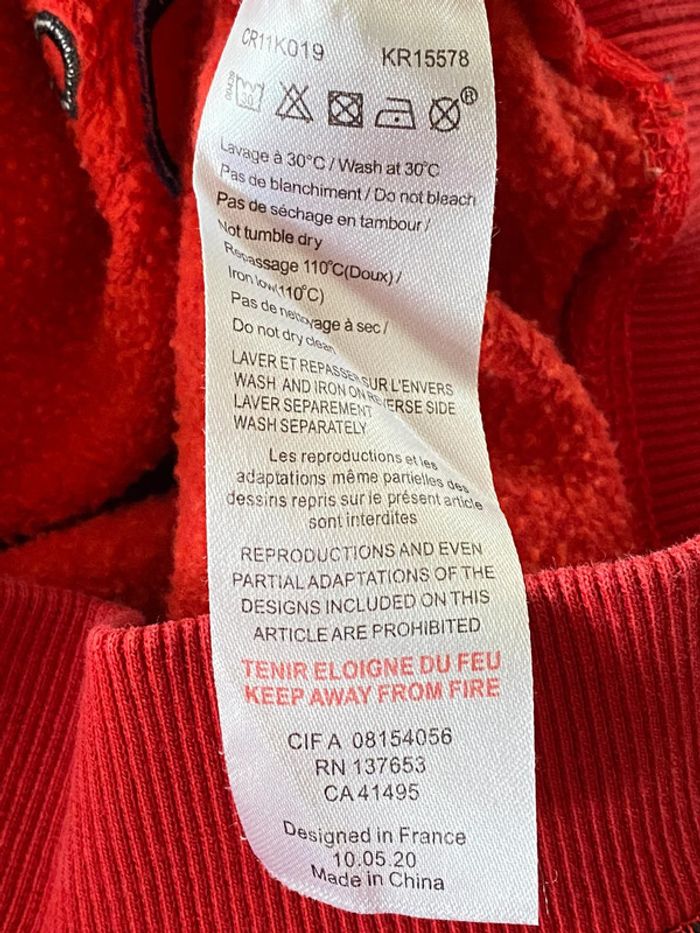 CR11K019 KR15578
30
®
Lavage à 30°C / Wash at 30°C
Pas de blanchiment / Do not bleach
Pas de séchage en tambour /
Not tumble dry
Repassage 110°C(Doux) /
Iron low(110°C)
Pas de nettoyage à sec /
Do not dry clean
LAVER ET REPASSER SUR L'ENVERS
WASH AND IRON ON REVERSE SIDE
LAVER SEPAREMENT
WASH SEPARATELY
Les reproductions et les
adaptations même partielles des
dessins repris sur le présent article
sont interdites
REPRODUCTIONS AND EVEN
PARTIAL ADAPTATIONS OF THE
DESIGNS INCLUDED ON THIS
ARTICLE ARE PROHIBITED
TENIR ELOIGNE DU FEU
KEEP AWAY FROM FIRE
CIF A 08154056
RN 137653
CA 41495
Designed in France
10.05.20
Made in China